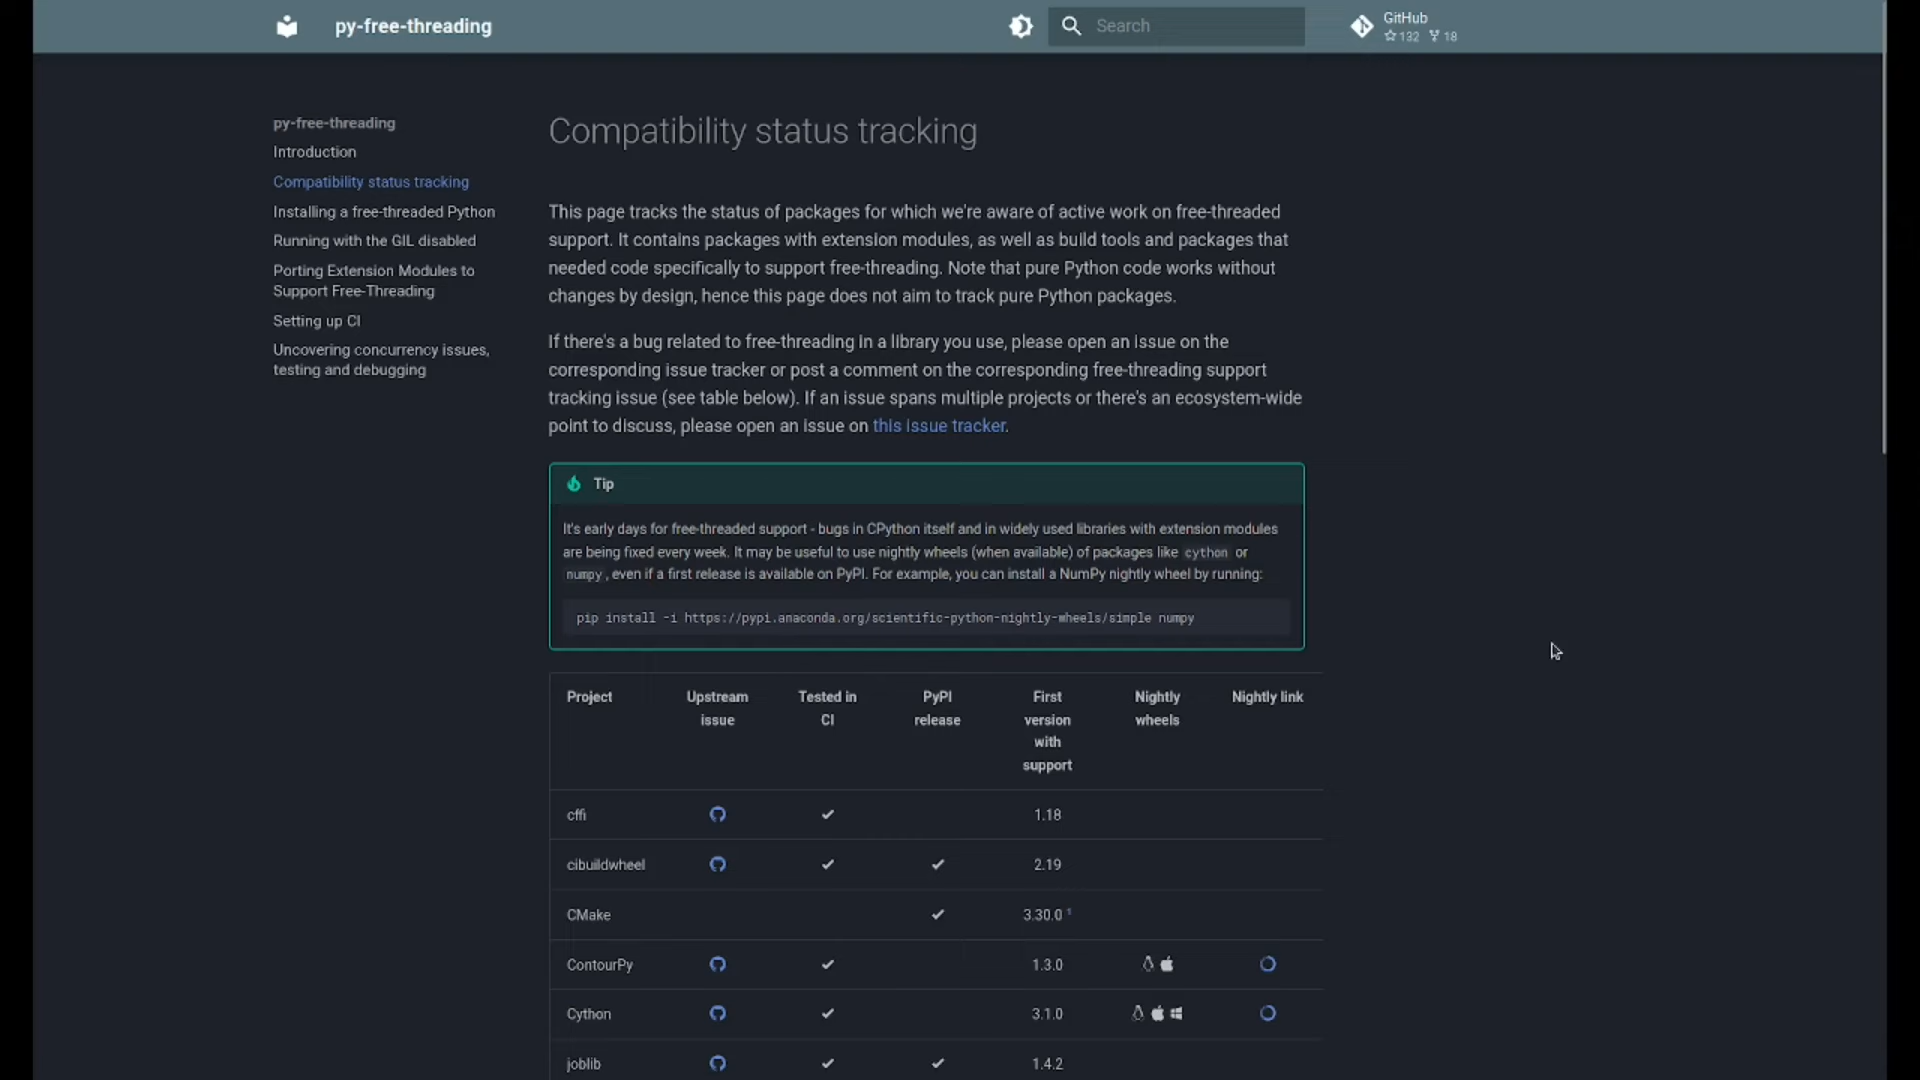 py-free-threading
Search
GitHub
132 18
py-free-threading
Introduction
Compatibility status tracking
Installing a free-threaded Python
Running with the GIL disabled
Porting Extension Modules to
Support Free-Threading
Setting up CI
Uncovering concurrency issues,
testing and debugging
Compatibility status tracking
This page tracks the status of packages for which we're aware of active work on free-threaded
support. It contains packages with extension modules, as well as build tools and packages that
needed code specifically to support free-threading. Note that pure Python code works without
changes by design, hence this page does not aim to track pure Python packages.
If there's a bug related to free-threading in a library you use, please open an issue on the
corresponding issue tracker or post a comment on the corresponding free-threading support
tracking issue (see table below). If an issue spans multiple projects or there's an ecosystem-wide
point to discuss, please open an issue on this issue tracker.
Tip
It's early days for free-threaded support - bugs in CPython itself and in widely used libraries with extension modules
are being fixed every week. It may be useful to use nightly wheels (when available) of packages like cython or
numpy, even if a first release is available on PyPI. For example, you can install a NumPy nightly wheel by running:
pip install -i https://pypi.anaconda.org/scientific-python-nightly-wheels/simple numpy
Project Upstream issue Tested in CI PyPI release First version with support Nightly wheels Nightly link
cffi ✓ 1.18
cibuildwheel ✓ ✓ 2.19
CMake ✓ 3.30.0 ¹
ContourPy ✓ 1.3.0
Cython ✓ 3.1.0
joblib ✓ ✓ 1.4.2